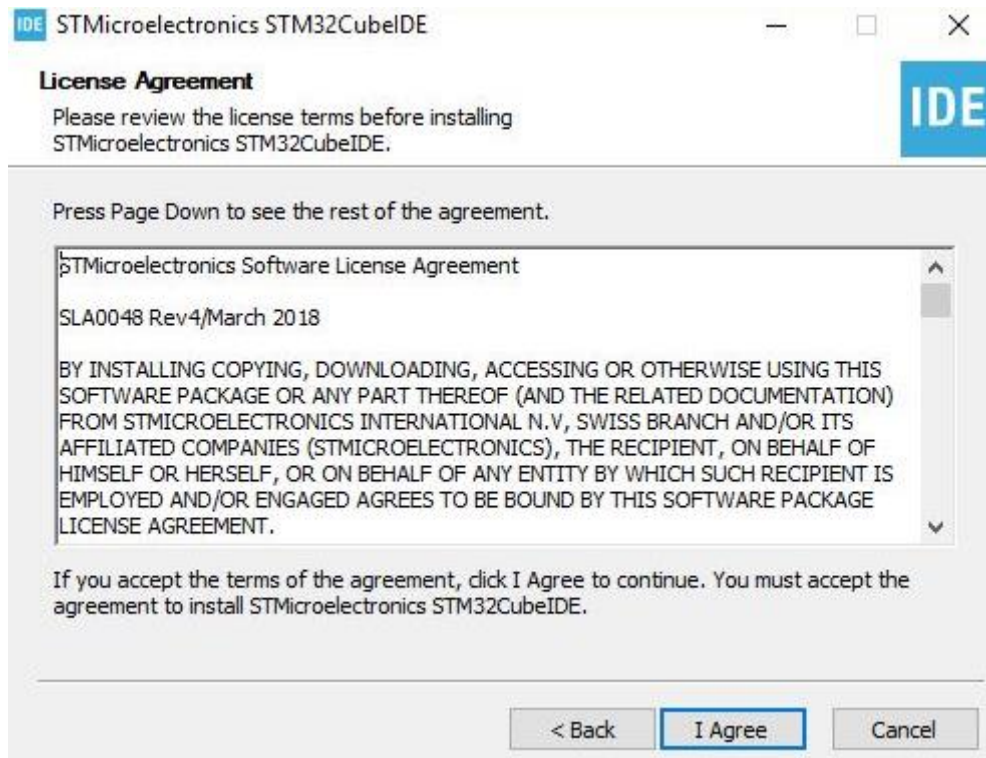 IDE STMicroelectronics STM32CubeIDE
License Agreement
Please review the license terms before installing
STMicroelectronics STM32CubeIDE.
IDE
Press Page Down to see the rest of the agreement.
STMicroelectronics Software License Agreement
SLA0048 Rev4/March 2018
BY INSTALLING COPYING, DOWNLOADING, ACCESSING OR OTHERWISE USING THIS
SOFTWARE PACKAGE OR ANY PART THEREOF (AND THE RELATED DOCUMENTATION)
FROM STMICROELECTRONICS INTERNATIONAL N.V, SWISS BRANCH AND/OR ITS
AFFILIATED COMPANIES (STMICROELECTRONICS), THE RECIPIENT, ON BEHALF OF
HIMSELF OR HERSELF, OR ON BEHALF OF ANY ENTITY BY WHICH SUCH RECIPIENT IS
EMPLOYED AND/OR ENGAGED AGREES TO BE BOUND BY THIS SOFTWARE PACKAGE
LICENSE AGREEMENT.
If you accept the terms of the agreement, click I Agree to continue. You must accept the
agreement to install STMicroelectronics STM32CubeIDE.
< Back I Agree Cancel